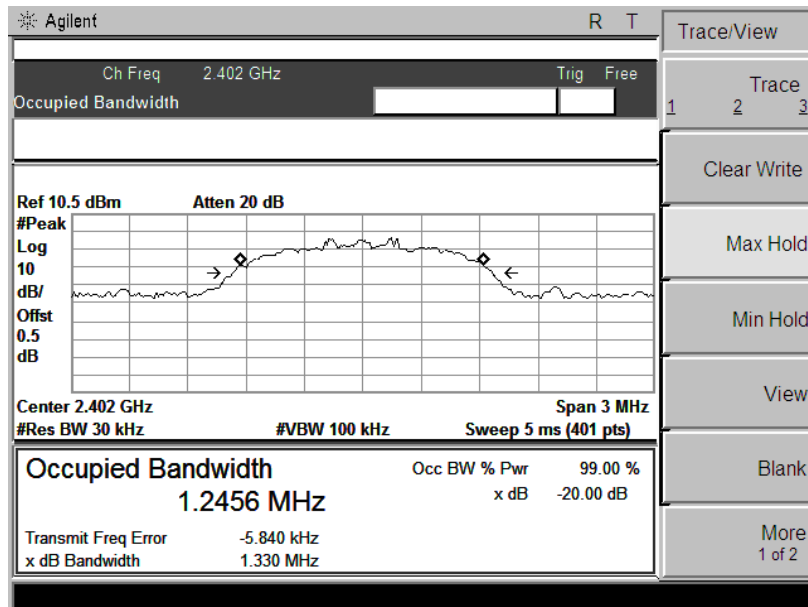 Agilent R T
Trace/View
Ch Freq 2.402 GHz Trig Free
Occupied Bandwidth
Trace
1 2 3
Clear Write
Ref 10.5 dBm Atten 20 dB
#Peak
Log
10
dB/
Offset
0.5
dB
Max Hold
Min Hold
View
Center 2.402 GHz Span 3 MHz
#Res BW 30 kHz #VBW 100 kHz Sweep 5 ms (401 pts)
Occupied Bandwidth Occ BW % Pwr 99.00 %
1.2456 MHz x dB -20.00 dB
Transmit Freq Error -5.840 kHz
x dB Bandwidth 1.330 MHz
Blank
More
1 of 2